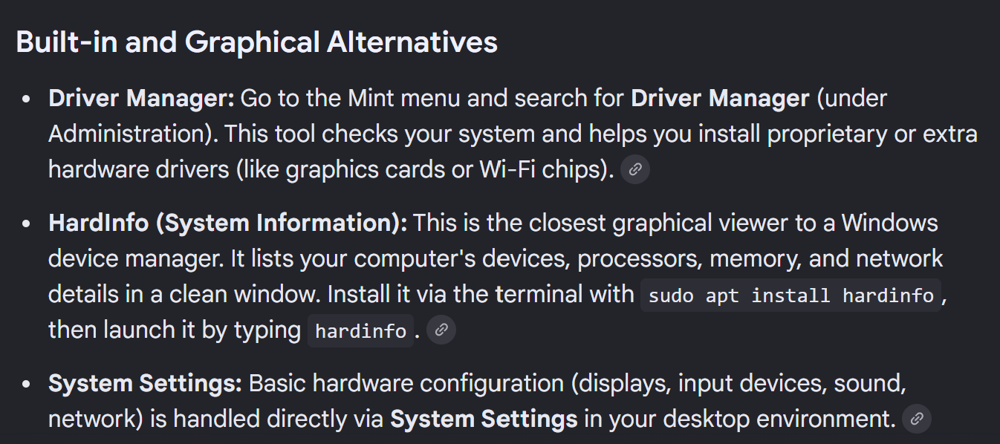 Built-in and Graphical Alternatives
• Driver Manager: Go to the Mint menu and search for Driver Manager (under
Administration). This tool checks your system and helps you install proprietary or extra
hardware drivers (like graphics cards or Wi-Fi chips).
• HardInfo (System Information): This is the closest graphical viewer to a Windows
device manager. It lists your computer's devices, processors, memory, and network
details in a clean window. Install it via the terminal with sudo apt install hardinfo,
then launch it by typing hardinfo.
• System Settings: Basic hardware configuration (displays, input devices, sound,
network) is handled directly via System Settings in your desktop environment.